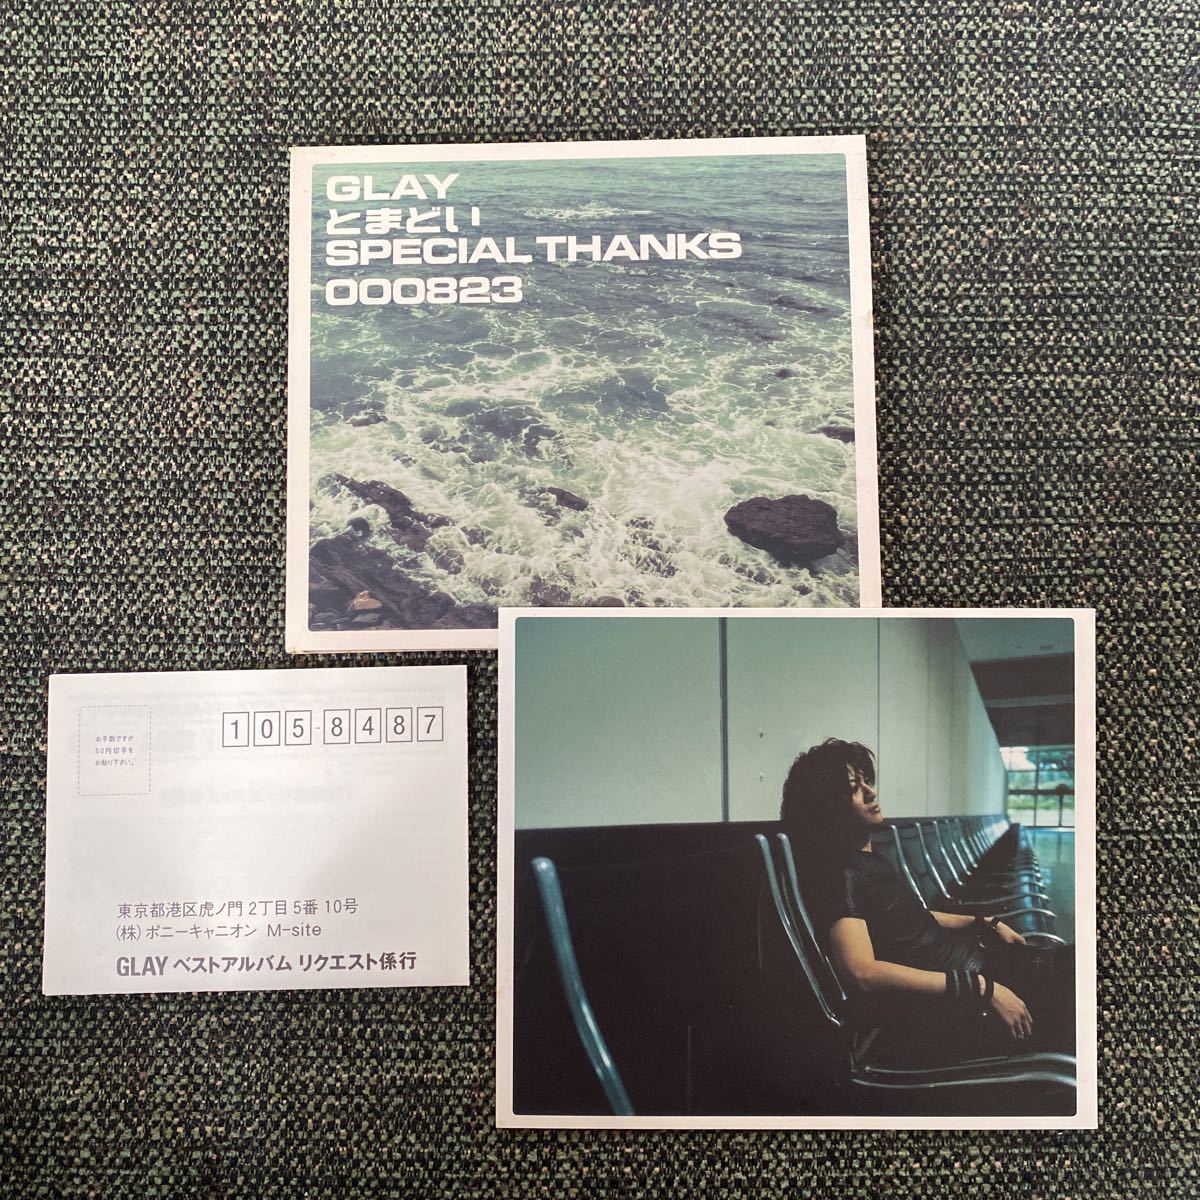 GLAY
とまどい
SPECIAL THANKS
000823
お手数ですが
50円切手を
お貼り下さい。
105-8487
東京都港区虎ノ門 2丁目 5番 10号
(株) ポニーキャニオン M-site
GLAY ベストアルバム リクエスト係行